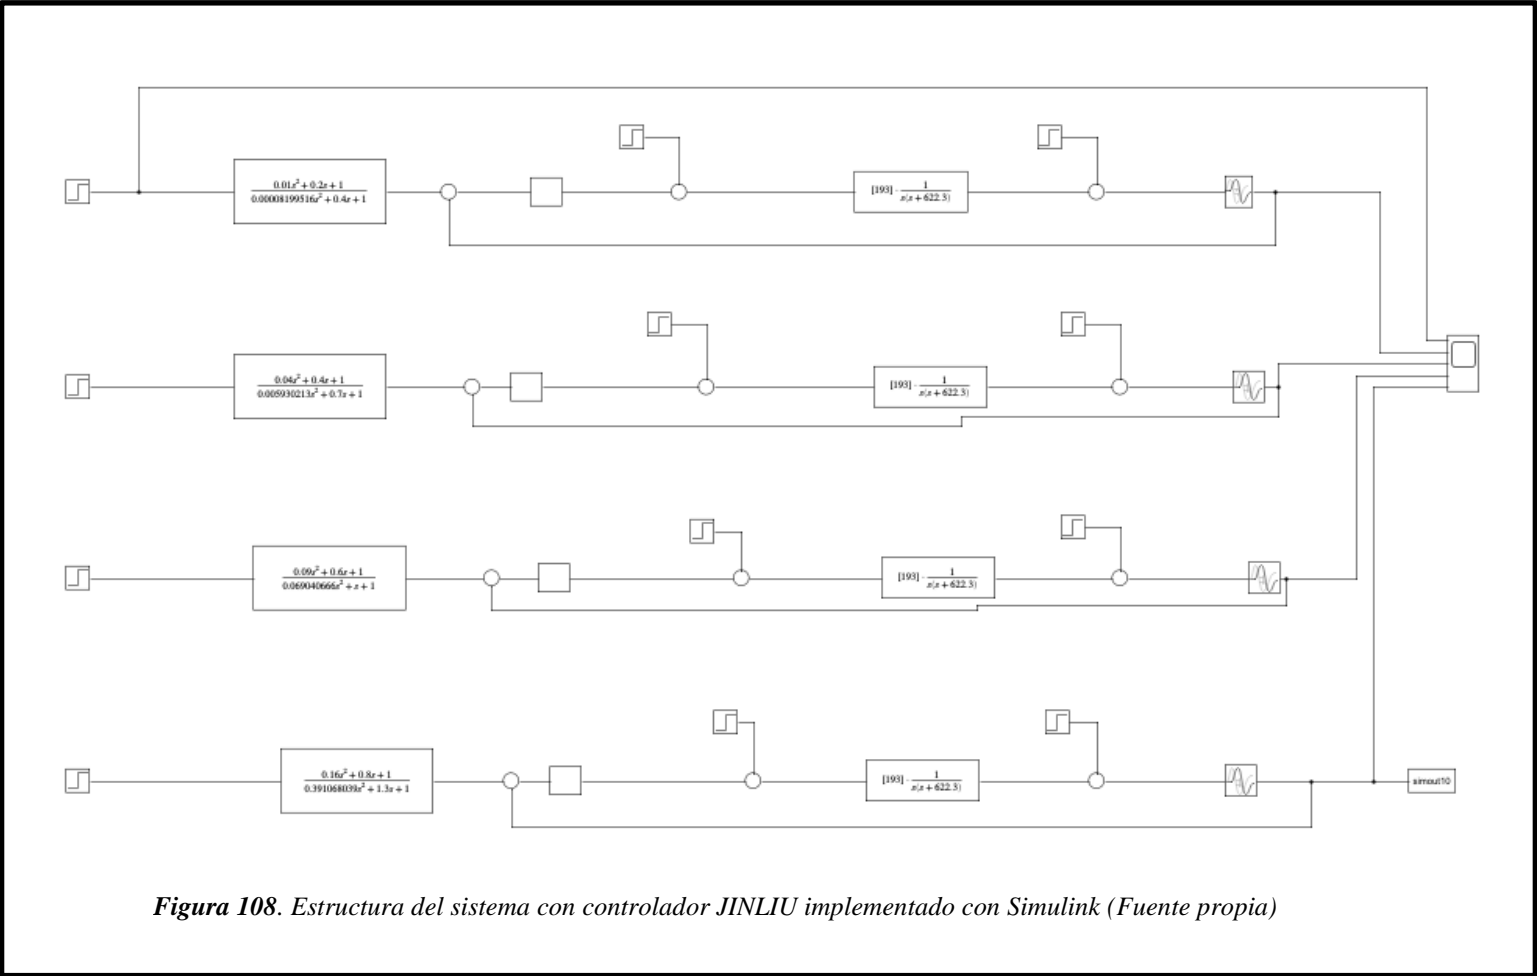 0.01s² + 0.2s + 1
0.00008199516s² + 0.4s + 1
[193] · 1
s(s + 622.3)
0.04s² + 0.4s + 1
0.005930213s² + 0.7s + 1
[193] · 1
s(s + 622.3)
0.09s² + 0.6s + 1
0.069040666s² + s + 1
[193] · 1
s(s + 622.3)
0.16s² + 0.8s + 1
0.391068039s² + 1.3s + 1
[193] · 1
s(s + 622.3)
simout10
Figura 108. Estructura del sistema con controlador JINLIU implementado con Simulink (Fuente propia)